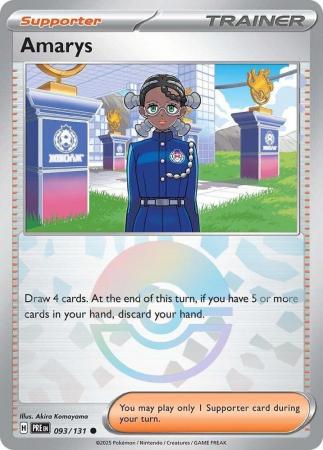 Supporter
TRAINER
Amarys
Draw 4 cards. At the end of this turn, if you have 5 or more
cards in your hand, discard your hand.
Illus. Akira Komayama
H PRE EN 093/131 ●
You may play only 1 Supporter card during
your turn.
©2025 Pokémon / Nintendo / Creatures / GAME FREAK